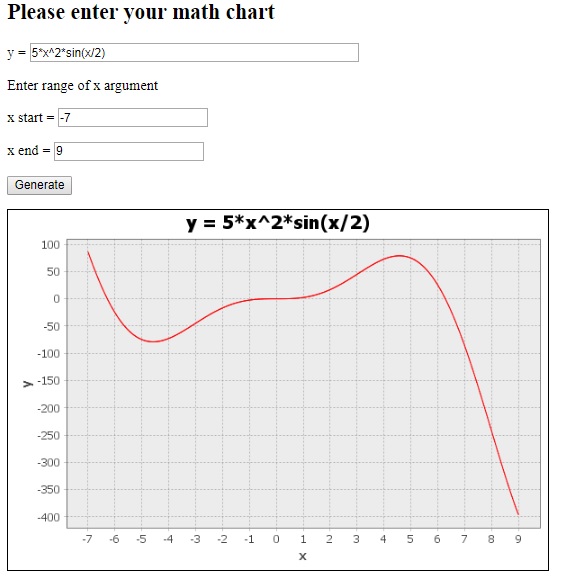 Please enter your math chart
y = 5*x^2*sin(x/2)
Enter range of x argument
x start = -7
x end = 9
Generate
y = 5*x^2*sin(x/2)
100
50
0
-50
-100
-150
y
-200
-250
-300
-350
-400
-7 -6 -5 -4 -3 -2 -1 0 1 2 3 4 5 6 7 8 9
x